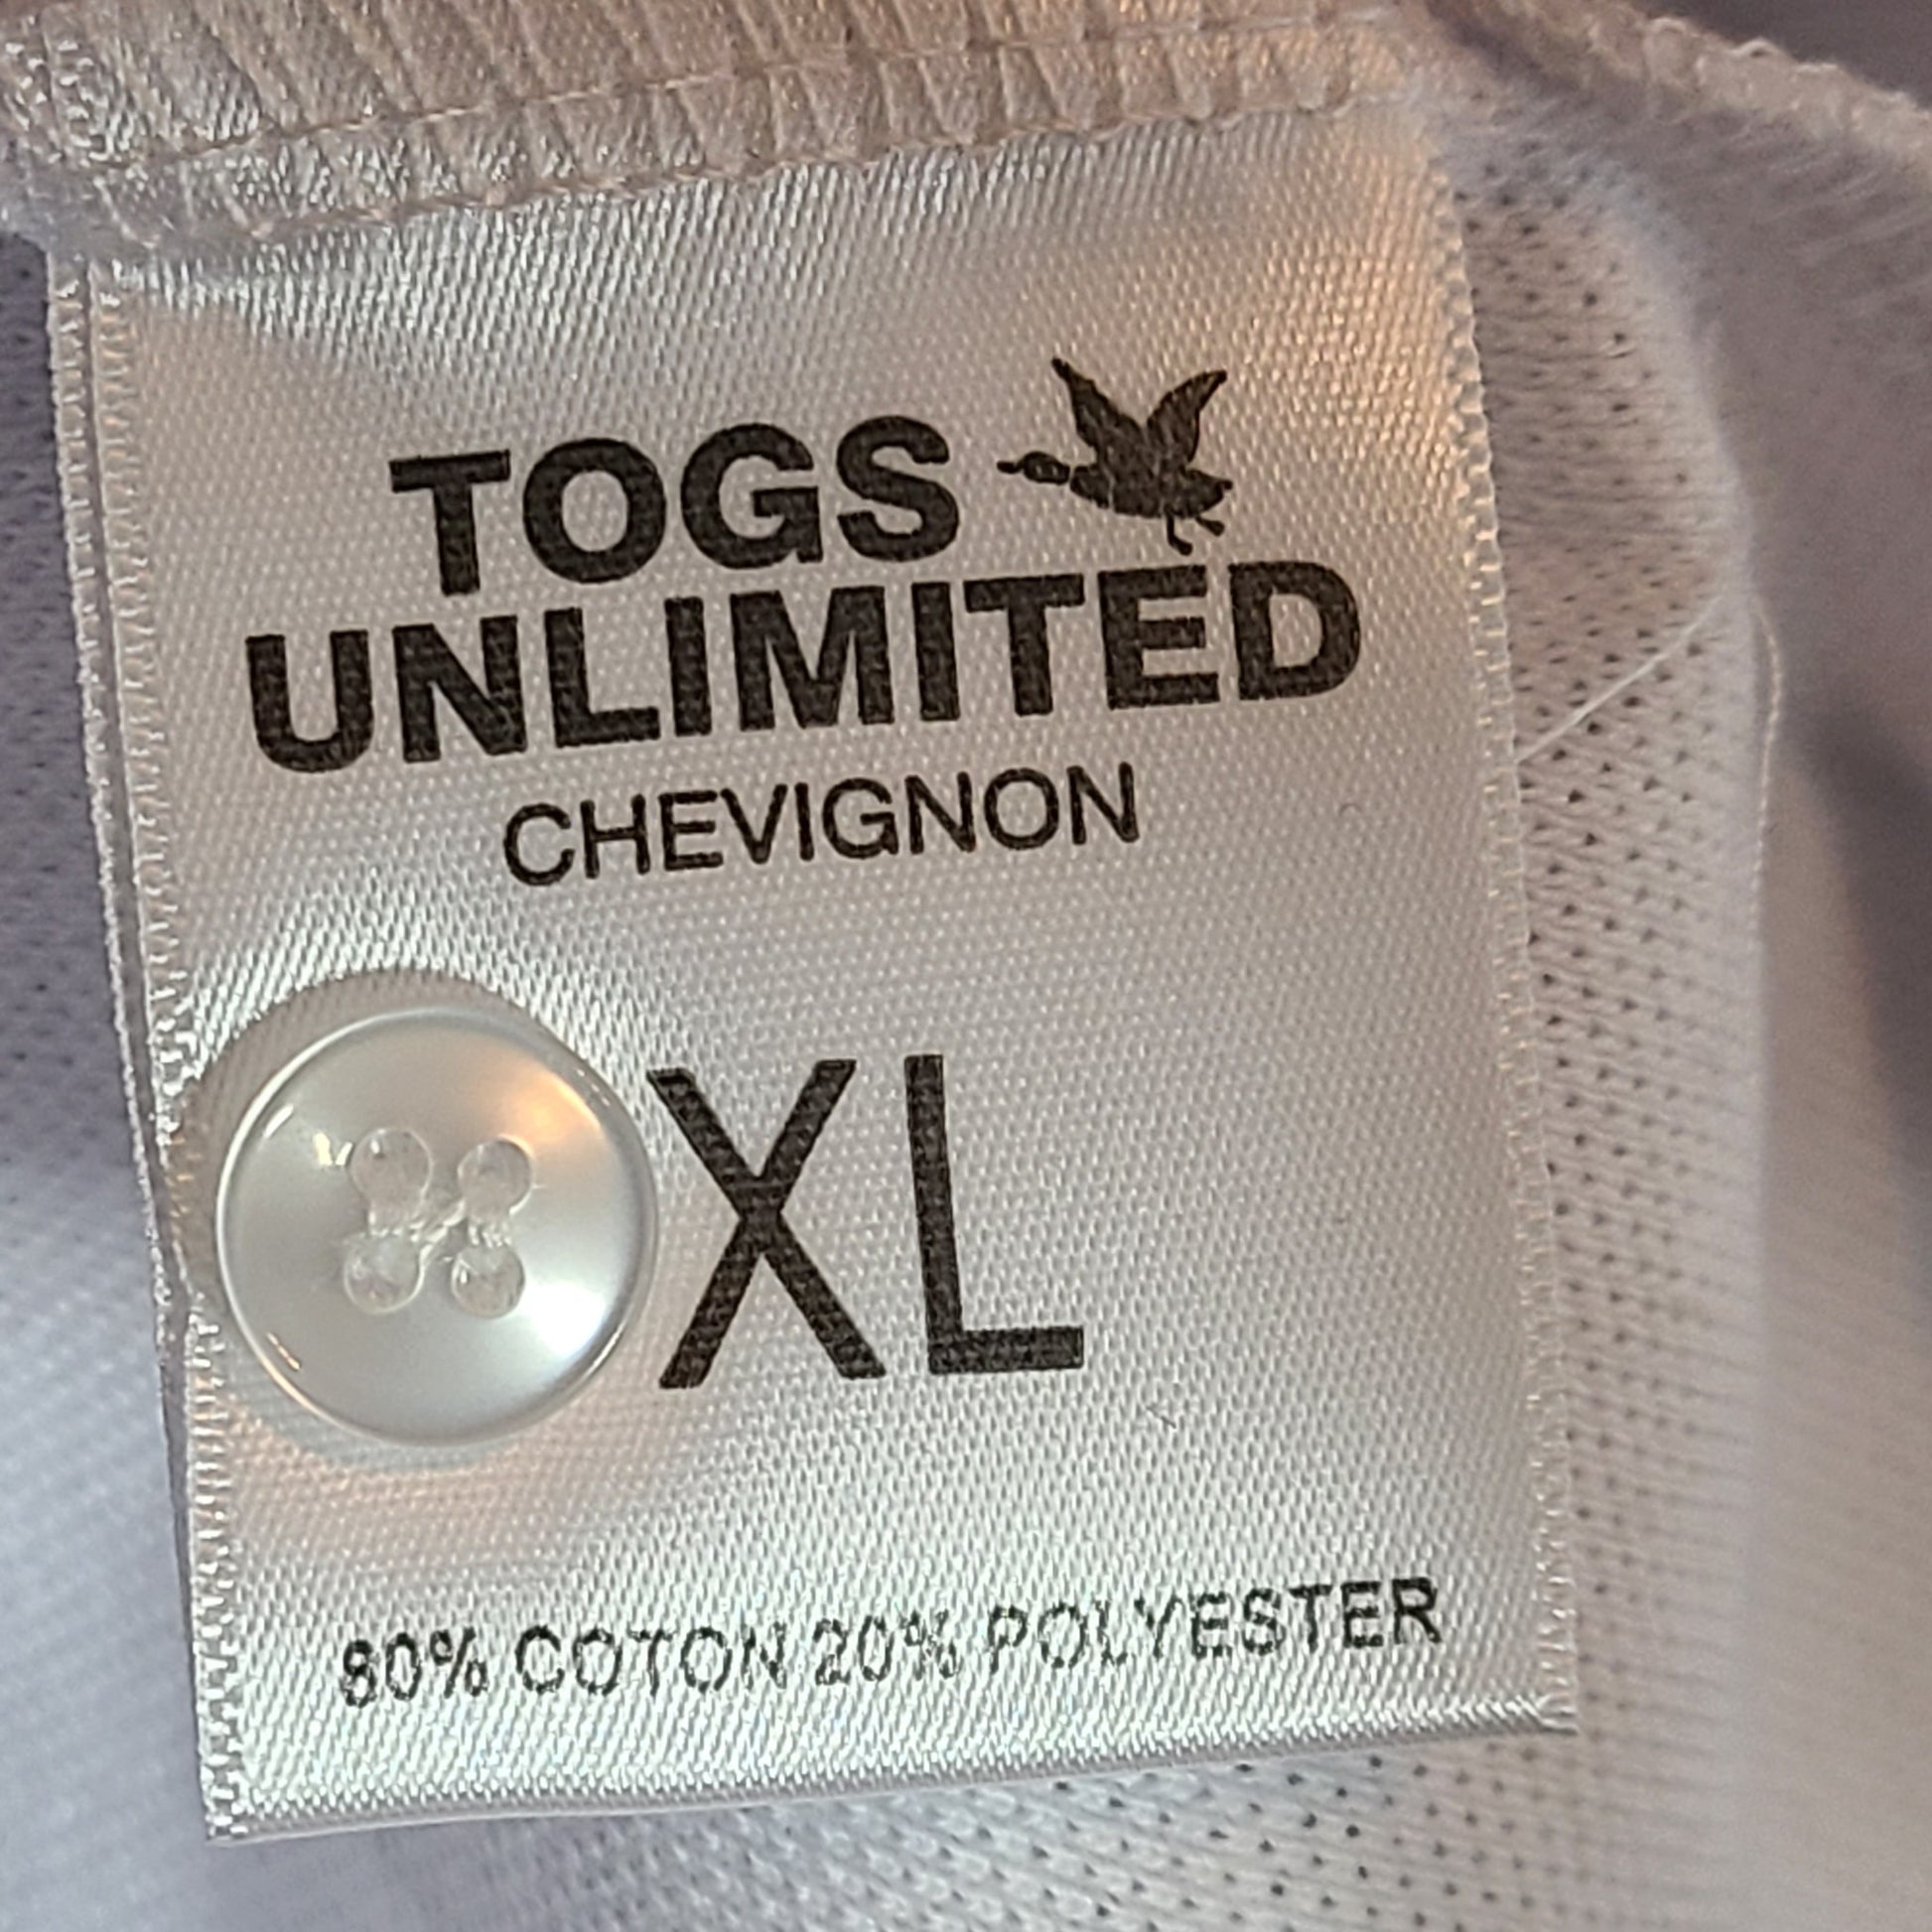 TOGS
UNLIMITED
CHEVIGNON
XL
80% COTON 20% POLYESTER